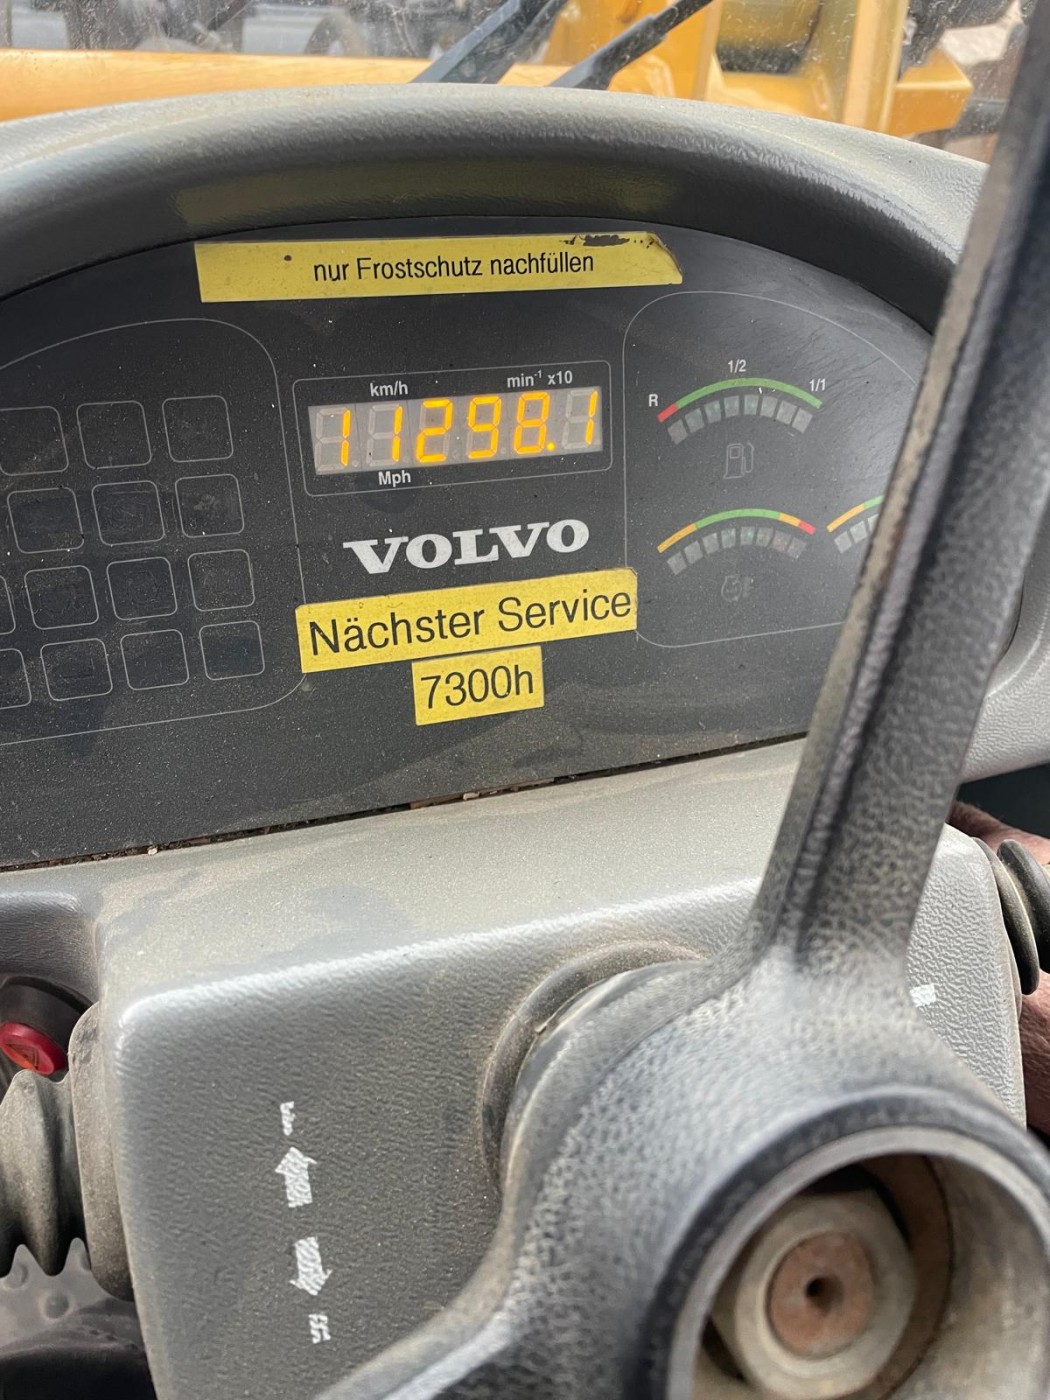 nur Frostschutz nachfüllen
km/h
min⁻¹ x10
11298.1
Mph
R
1/2
1/1
VOLVO
Nächster Service
7300h